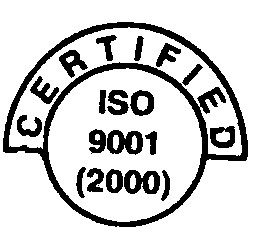 CERTIFIED
ISO
9001
(2000)